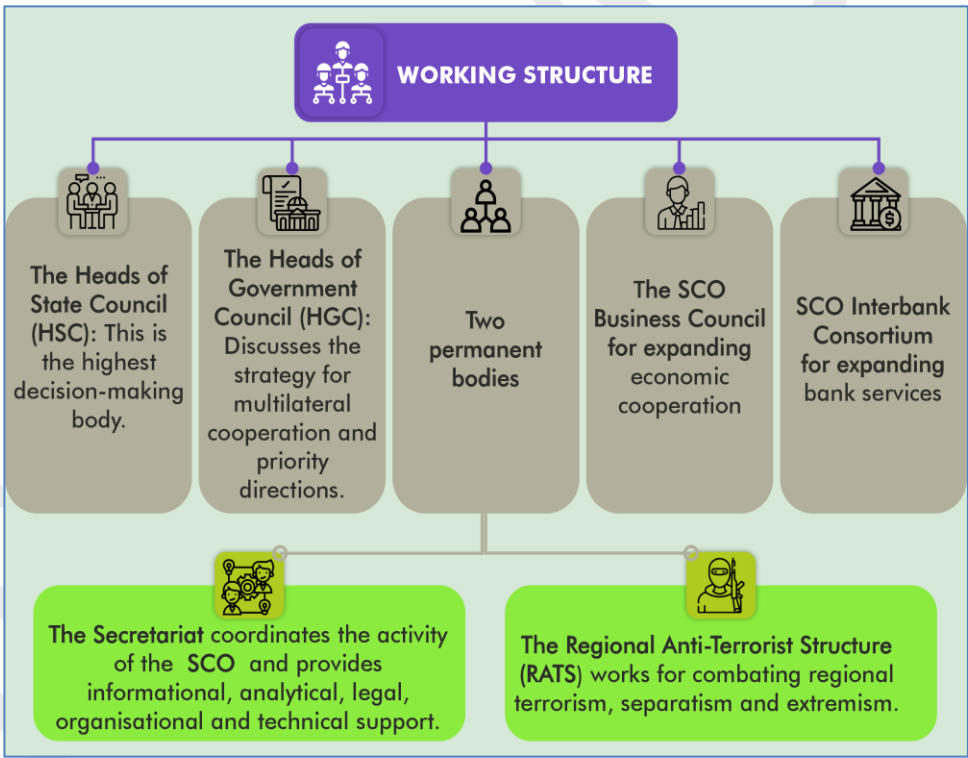 WORKING STRUCTURE
The Heads of
State Council
(HSC): This is
the highest
decision-making
body.
The Heads of
Government
Council (HGC):
Discusses the
strategy for
multilateral
cooperation and
priority
directions.
Two
permanent
bodies
The SCO
Business Council
for expanding
economic
cooperation
SCO Interbank
Consortium
for expanding
bank services
The Secretariat coordinates the activity
of the SCO and provides
informational, analytical, legal,
organisational and technical support.
The Regional Anti-Terrorist Structure
(RATS) works for combating regional
terrorism, separatism and extremism.